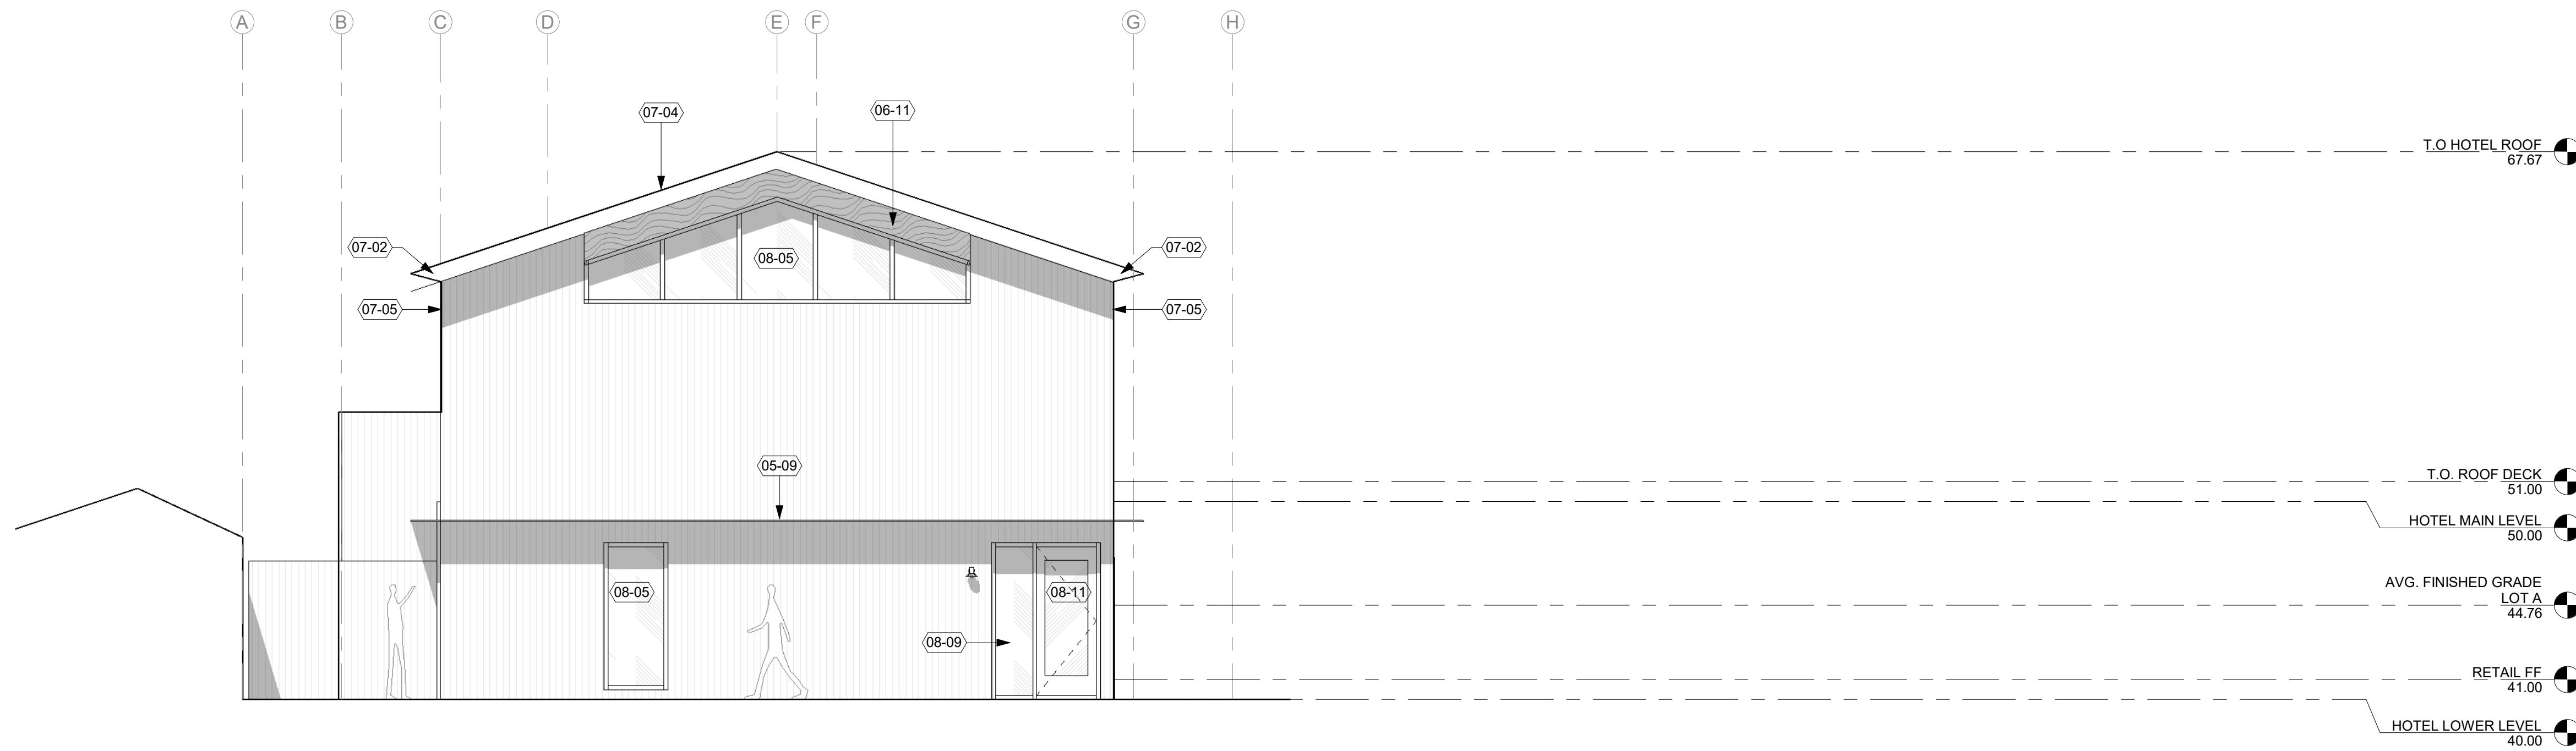 A
B
C
D
E
F
G
H
07-04
06-11
T.O HOTEL ROOF
67.67
07-02
07-02
08-05
07-05
07-05
05-09
T.O. ROOF DECK
51.00
HOTEL MAIN LEVEL
50.00
AVG. FINISHED GRADE
LOT A
44.76
08-05
08-11
08-09
RETAIL FF
41.00
HOTEL LOWER LEVEL
40.00